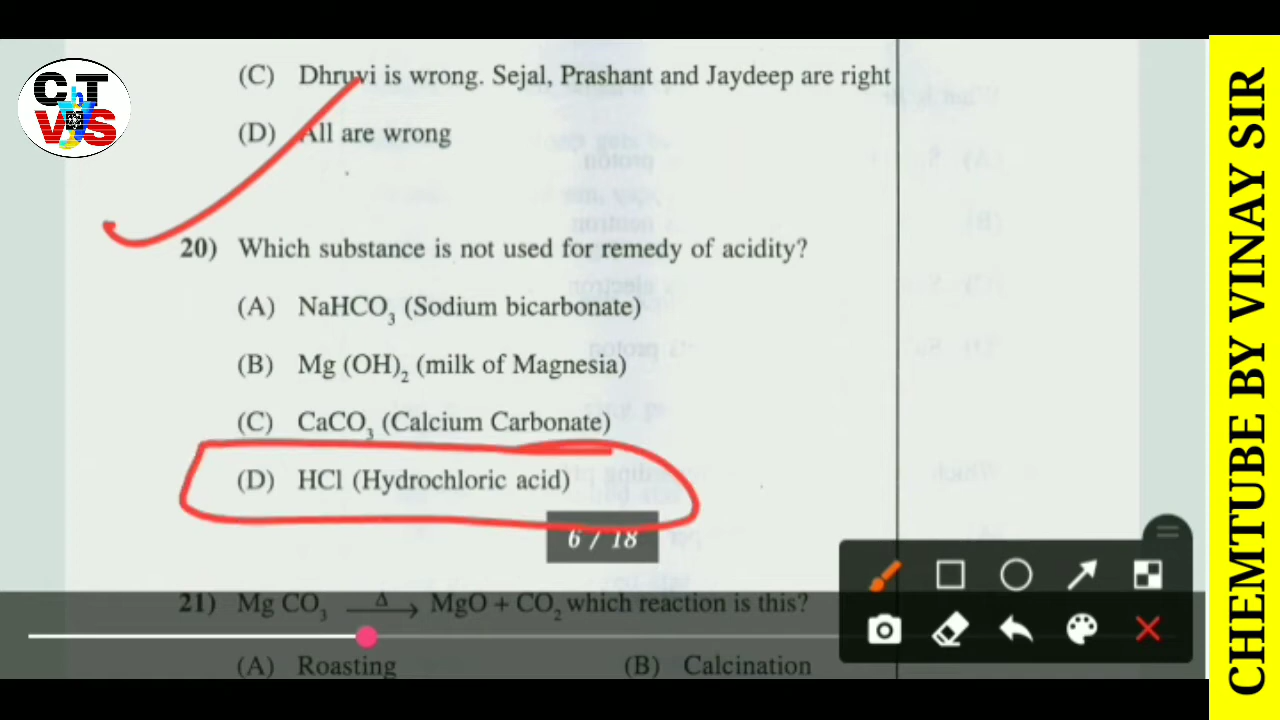 C T
VS
(C) Dhruvi is wrong. Sejal, Prashant and Jaydeep are right
(D) All are wrong
20) Which substance is not used for remedy of acidity?
(A) NaHCO₃ (Sodium bicarbonate)
(B) Mg (OH)₂ (milk of Magnesia)
(C) CaCO₃ (Calcium Carbonate)
(D) HCl (Hydrochloric acid)
6 / 18
21) Mg CO₃ —Δ→ MgO + CO₂ which reaction is this?
(A) Roasting (B) Calcination
CHEMTUBE BY VINAY SIR